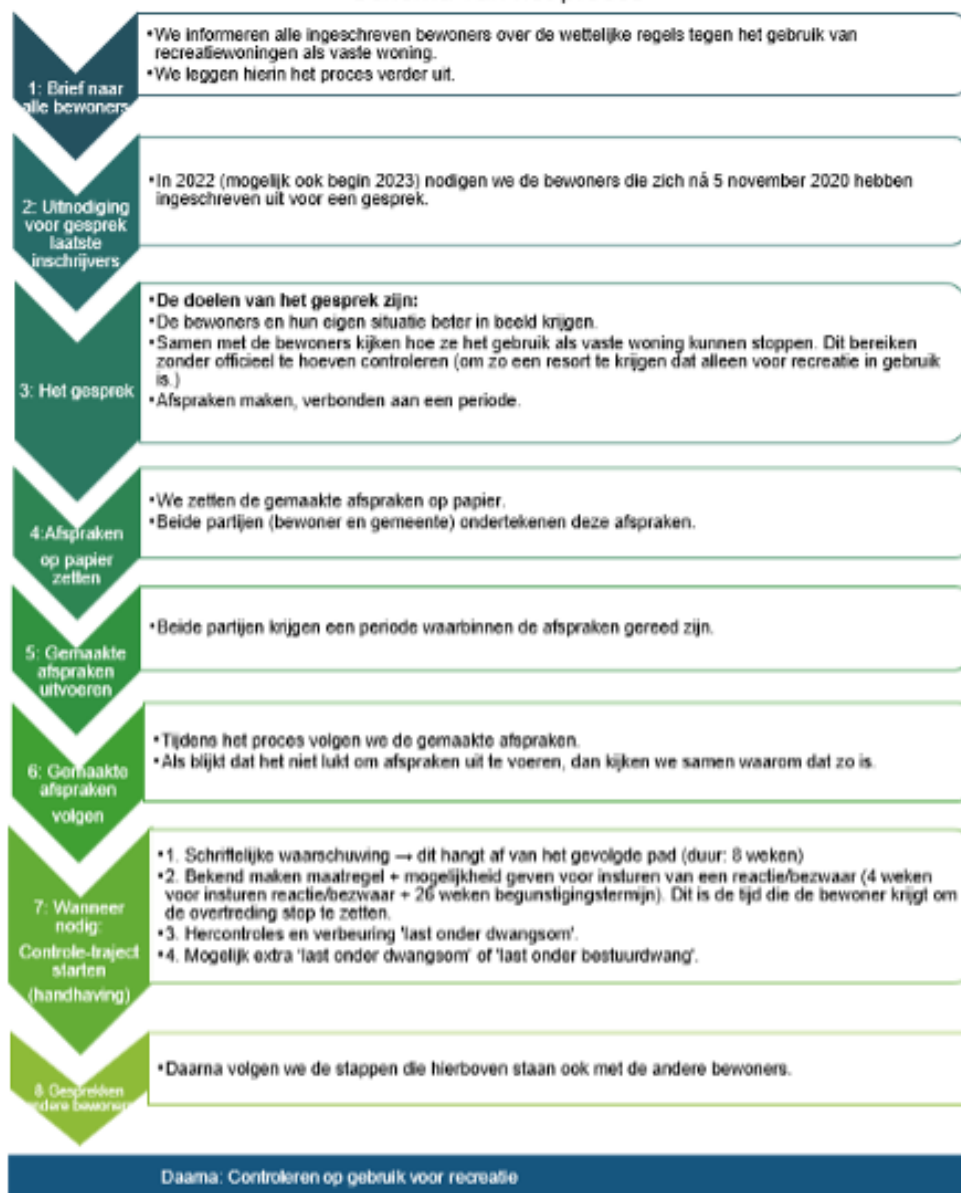 1: Brief naar
alle bewoners
•We informeren alle ingeschreven bewoners over de wettelijke regels tegen het gebruik van
recreatiewoningen als vaste woning.
•We leggen hierin het proces verder uit.
2: Uitnodiging
voor gesprek
laatste
inschrijvers
•In 2022 (mogelijk ook begin 2023) nodigen we de bewoners die zich ná 5 november 2020 hebben
ingeschreven uit voor een gesprek.
3: Het gesprek
•De doelen van het gesprek zijn:
•De bewoners en hun eigen situatie beter in beeld krijgen.
•Samen met de bewoners kijken hoe ze het gebruik als vaste woning kunnen stoppen. Dit bereiken
zonder officieel te hoeven controleren (om zo een resort te krijgen dat alleen voor recreatie in gebruik
is.)
•Afspraken maken, verbonden aan een periode.
4:Afspraken
op papier
zetten
•We zetten de gemaakte afspraken op papier.
•Beide partijen (bewoner en gemeente) ondertekenen deze afspraken.
5: Gemaakte
afspraken
uitvoeren
•Beide partijen krijgen een periode waarbinnen de afspraken gereed zijn.
6: Gemaakte
afspraken
volgen
•Tijdens het proces volgen we de gemaakte afspraken.
•Als blijkt dat het niet lukt om afspraken uit te voeren, dan kijken we samen waarom dat zo is.
7: Wanneer
nodig:
Controle-traject
starten
(handhaving)
•1. Schriftelijke waarschuwing → dit hangt af van het gevolgde pad (duur: 8 weken)
•2. Bekend maken maatregel + mogelijkheid geven voor insturen van een reactie/bezwaar (4 weken
voor insturen reactie/bezwaar + 26 weken begunstigingstermijn). Dit is de tijd die de bewoner krijgt om
de overtreding stop te zetten.
•3. Hercontroles en verbeuring 'last onder dwangsom'.
•4. Mogelijk extra 'last onder dwangsom' of 'last onder bestuurdwang'.
8 Gesprekken
andere bewoners
•Daarna volgen we de stappen die hierboven staan ook met de andere bewoners.
Daarna: Controleren op gebruik voor recreatie